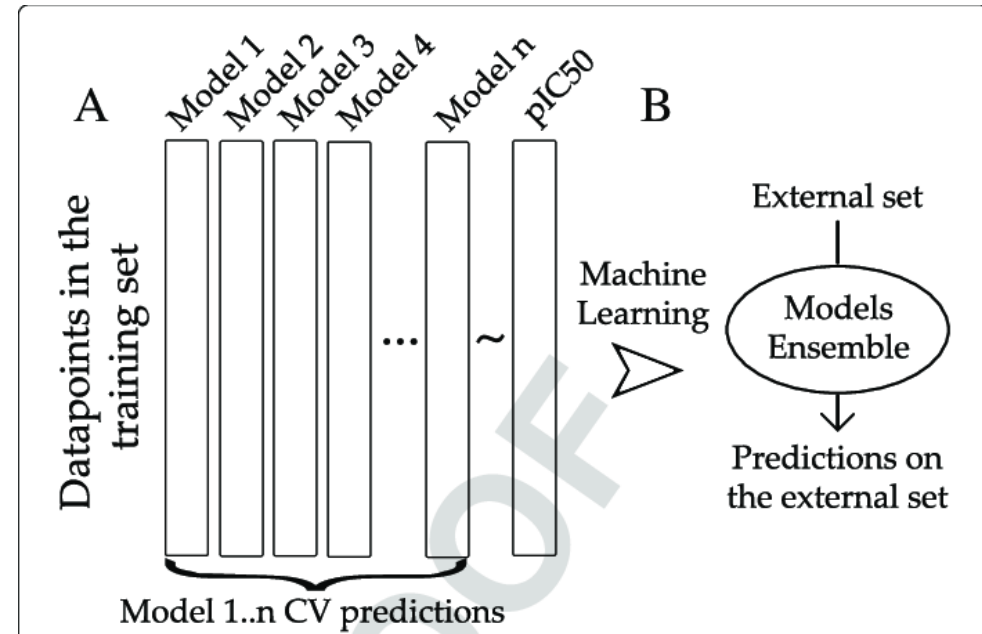 A
Model 1
Model 2
Model 3
Model 4
Model n
pIC50
B
Datapoints in the
training set
...
~
Machine
Learning
External set
Models
Ensemble
Predictions on
the external set
Model 1..n CV predictions
OOF